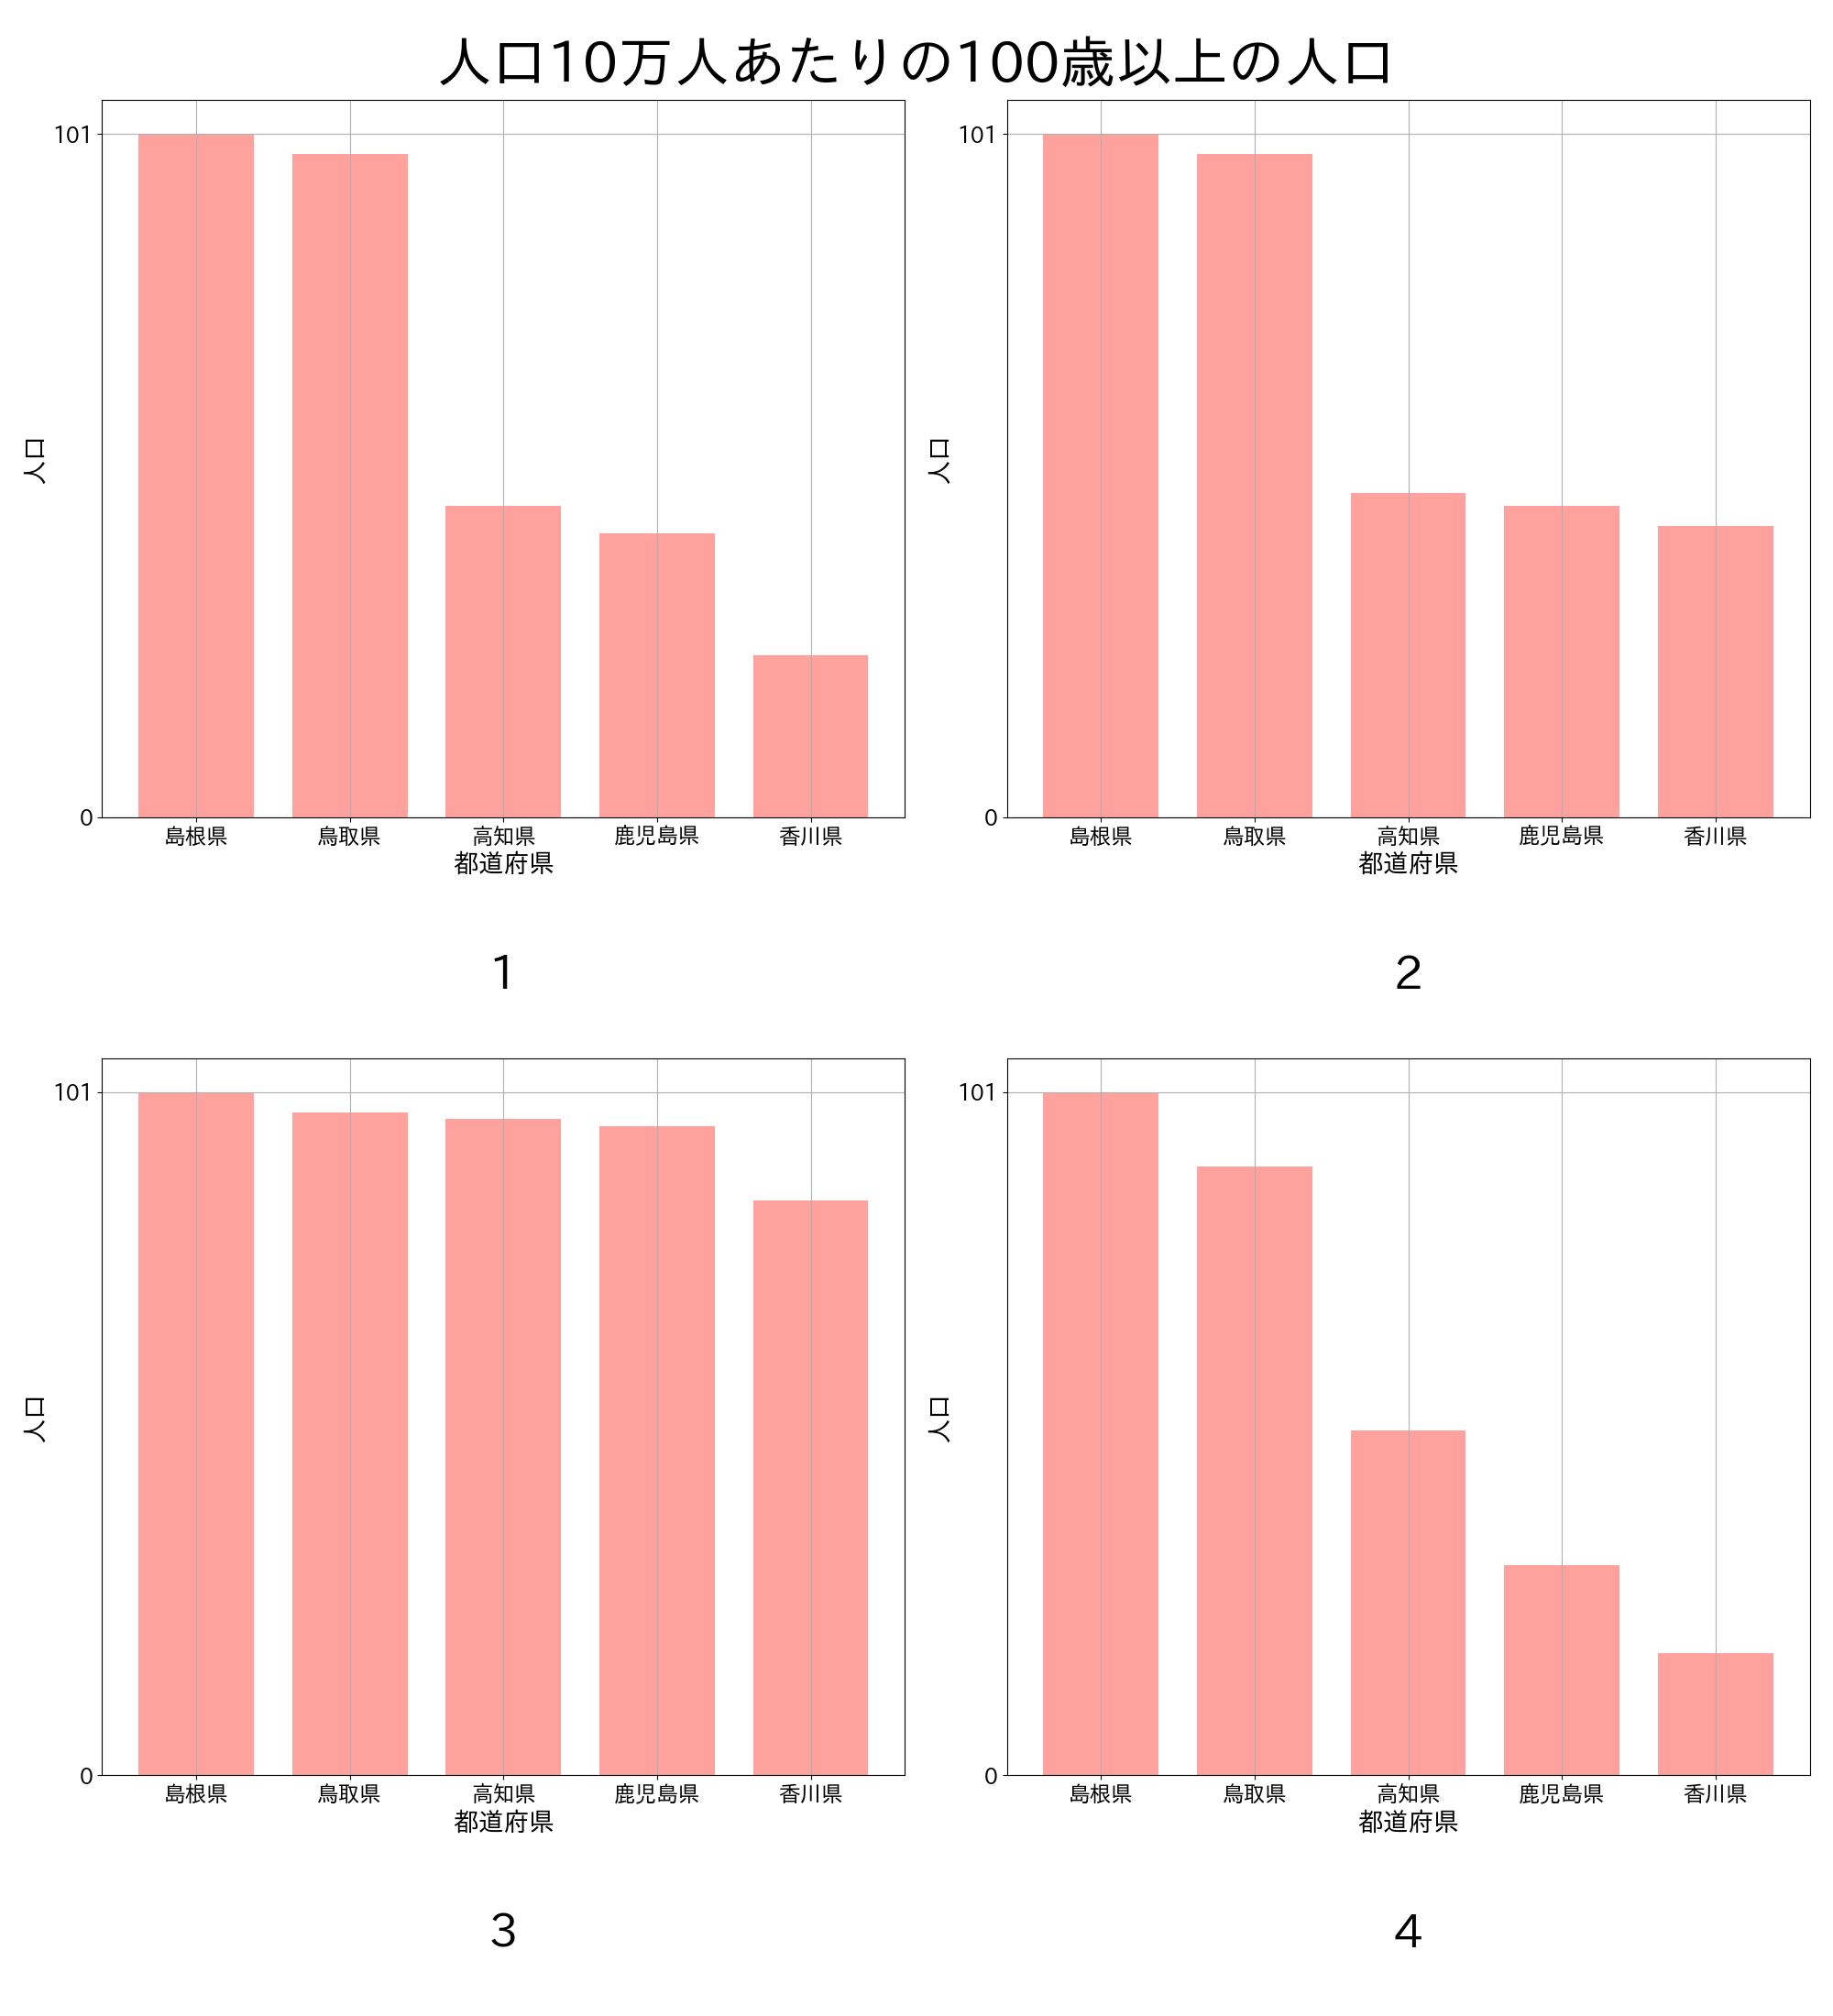 人口10万人あたりの100歳以上の人口
101
0
人口
島根県 鳥取県 高知県 鹿児島県 香川県
都道府県
1
101
0
人口
島根県 鳥取県 高知県 鹿児島県 香川県
都道府県
2
101
0
人口
島根県 鳥取県 高知県 鹿児島県 香川県
都道府県
3
101
0
人口
島根県 鳥取県 高知県 鹿児島県 香川県
都道府県
4